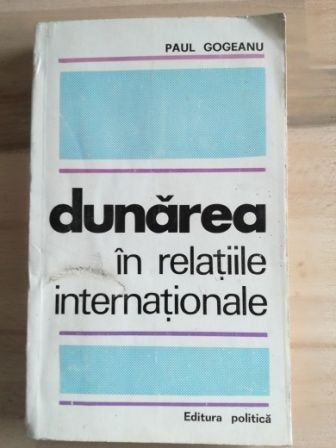 PAUL GOGEANU
dunărea
în relațiile
internaționale
Editura politică